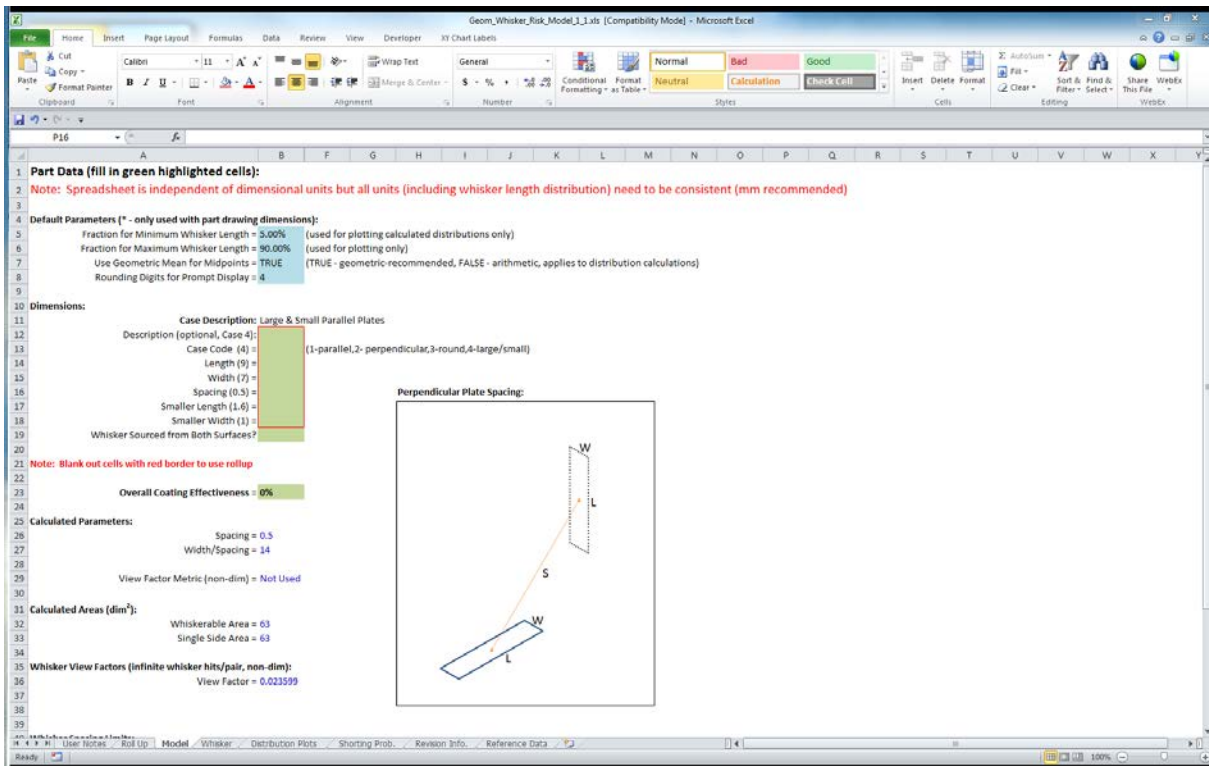 Geom_Whisker_Risk_Model_1_1.xls [Compatibility Mode] - Microsoft Excel
File Home Insert Page Layout Formulas Data Review View Developer XY Chart Labels
Paste Cut Copy Format Painter Clipboard
Calibri 11 A A B I U A Font
Wrap Text Merge & Center Alignment
General $ % , Number
Conditional Formatting Format as Table Normal Bad Good Neutral Calculation Check Cell Styles
Insert Delete Format Cells
AutoSum Fill Clear Sort & Filter Find & Select Editing
Share This File WebEx WebEx
P16 fx
A B F G H I J K L M N O P Q R S T U V W X Y
1 Part Data (fill in green highlighted cells):
2 Note: Spreadsheet is independent of dimensional units but all units (including whisker length distribution) need to be consistent (mm recommended)
3
4 Default Parameters (* - only used with part drawing dimensions):
5 Fraction for Minimum Whisker Length = 5.00% (used for plotting calculated distributions only)
6 Fraction for Maximum Whisker Length = 90.00% (used for plotting only)
7 Use Geometric Mean for Midpoints = TRUE (TRUE - geometric-recommended, FALSE - arithmetic, applies to distribution calculations)
8 Rounding Digits for Prompt Display = 4
9
10 Dimensions:
11 Case Description: Large & Small Parallel Plates
12 Description (optional, Case 4):
13 Case Code (4) = (1-parallel,2- perpendicular,3-round,4-large/small)
14 Length (9) =
15 Width (7) =
16 Spacing (0.5) = Perpendicular Plate Spacing:
17 Smaller Length (1.6) =
18 Smaller Width (1) =
19 Whisker Sourced from Both Surfaces?
20
W
21 Note: Blank out cells with red border to use rollup
22
23 Overall Coating Effectiveness = 0%
24
L
25 Calculated Parameters:
26 Spacing = 0.5
27 Width/Spacing = 14
28
29 View Factor Metric (non-dim) = Not Used
S
30
31 Calculated Areas (dim²):
32 Whiskerable Area = 63
W
33 Single Side Area = 63
34
L
35 Whisker View Factors (infinite whisker hits/pair, non-dim):
36 View Factor = 0.023599
37
38
39
User Notes Roll Up Model Whisker Distribution Plots Shorting Prob. Revision Info. Reference Data
Ready 100%